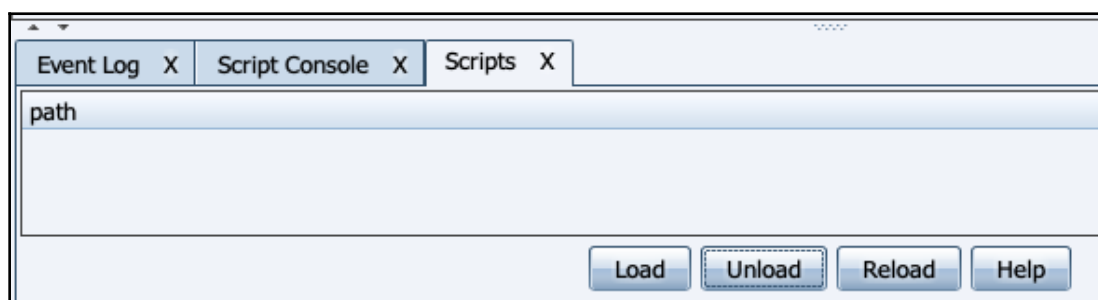 Event Log X Script Console X Scripts X
path
Load Unload Reload Help